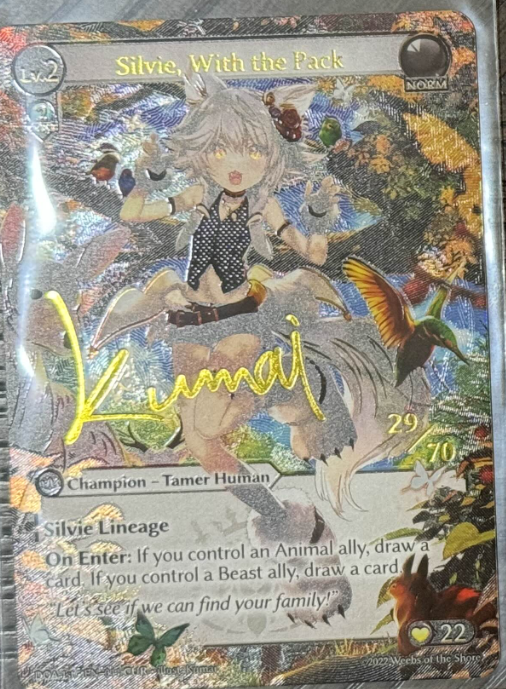 Lv.2
Silvie, With the Pack
NORM
Kumaj
29/70
Champion – Tamer Human
Silvie Lineage
On Enter: If you control an Animal ally, draw a
card. If you control a Beast ally, draw a card.
"Let's see if we can find your family!"
22
©2022 Weebs of the Shore